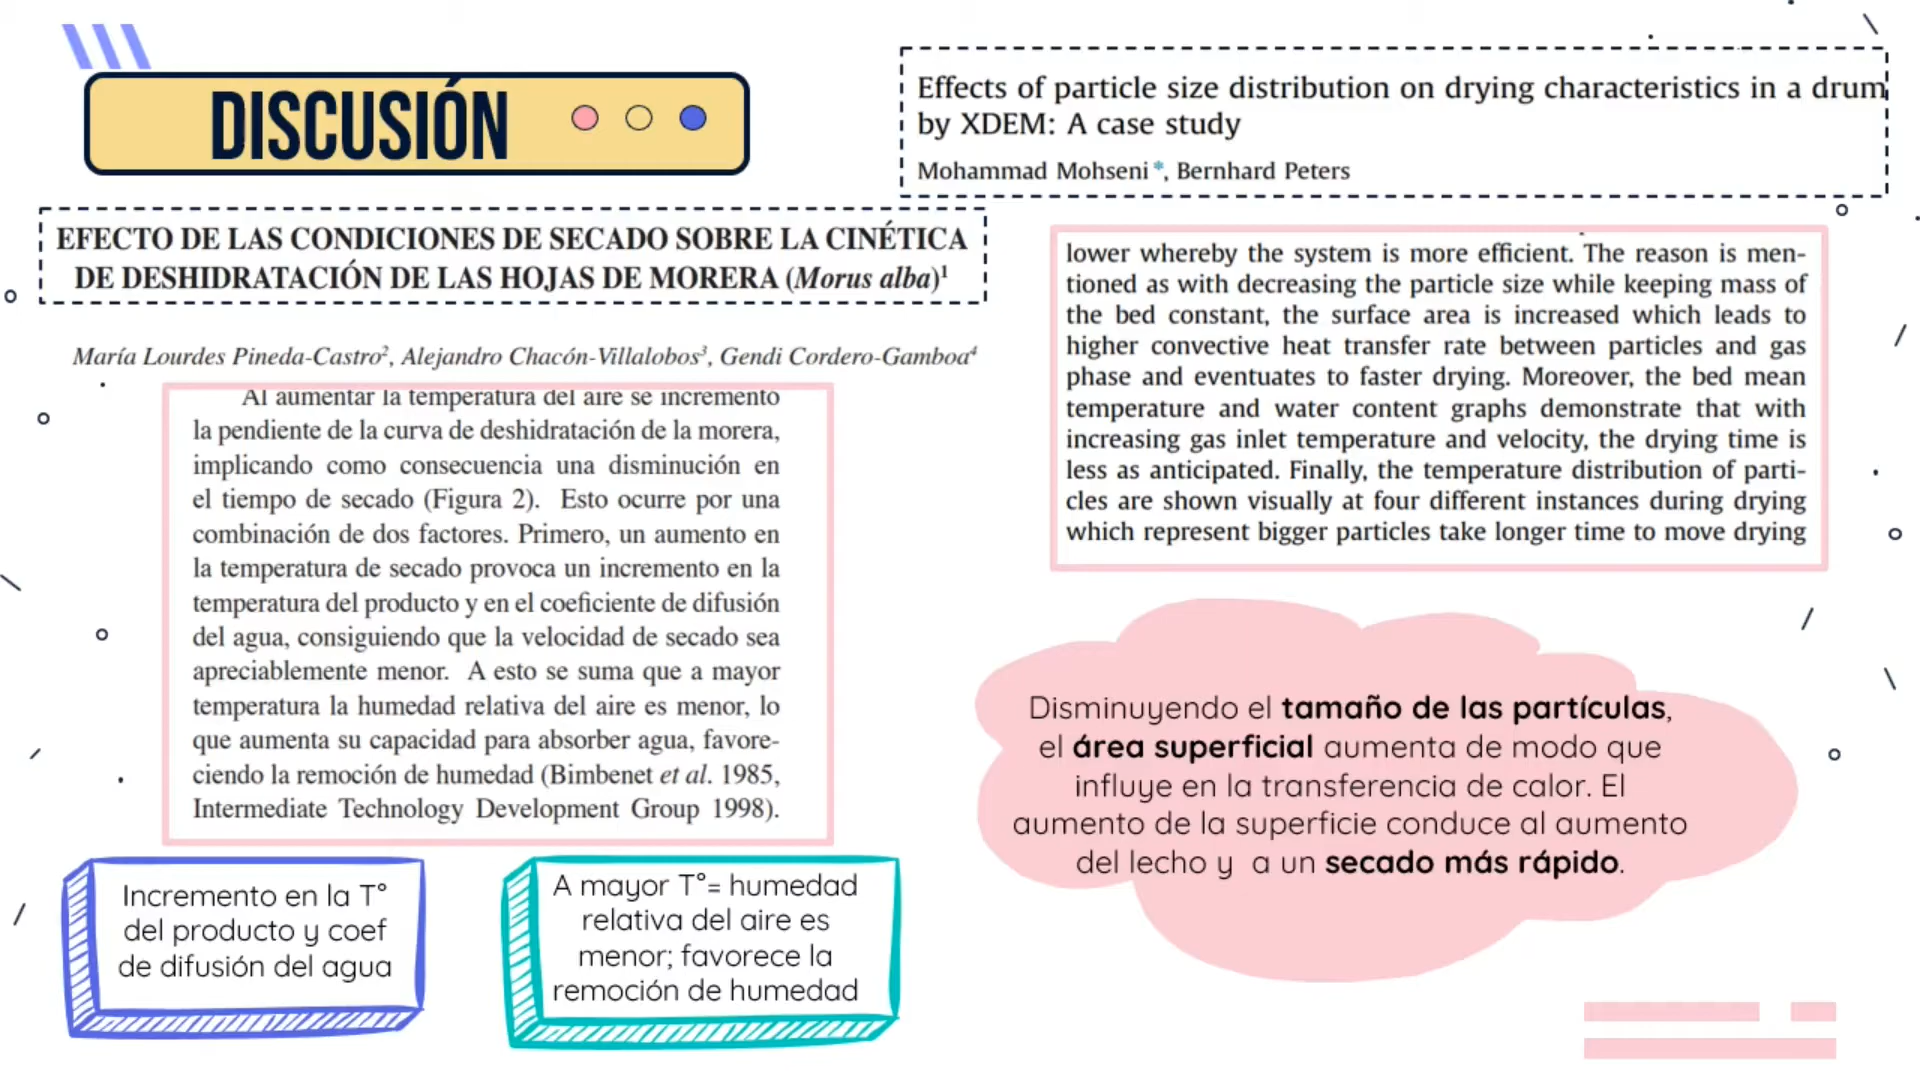 DISCUSIÓN
EFECTO DE LAS CONDICIONES DE SECADO SOBRE LA CINÉTICA
DE DESHIDRATACIÓN DE LAS HOJAS DE MORERA (Morus alba)¹
María Lourdes Pineda-Castro², Alejandro Chacón-Villalobos³, Gendi Cordero-Gamboa⁴
Al aumentar la temperatura del aire se incrementó
la pendiente de la curva de deshidratación de la morera,
implicando como consecuencia una disminución en
el tiempo de secado (Figura 2). Esto ocurre por una
combinación de dos factores. Primero, un aumento en
la temperatura de secado provoca un incremento en la
temperatura del producto y en el coeficiente de difusión
del agua, consiguiendo que la velocidad de secado sea
apreciablemente menor. A esto se suma que a mayor
temperatura la humedad relativa del aire es menor, lo
que aumenta su capacidad para absorber agua, favore-
ciendo la remoción de humedad (Bimbenet et al. 1985,
Intermediate Technology Development Group 1998).
Incremento en la T°
del producto y coef
de difusión del agua
A mayor T°= humedad
relativa del aire es
menor; favorece la
remoción de humedad
Effects of particle size distribution on drying characteristics in a drum
by XDEM: A case study
Mohammad Mohseni *, Bernhard Peters
lower whereby the system is more efficient. The reason is men-
tioned as with decreasing the particle size while keeping mass of
the bed constant, the surface area is increased which leads to
higher convective heat transfer rate between particles and gas
phase and eventuates to faster drying. Moreover, the bed mean
temperature and water content graphs demonstrate that with
increasing gas inlet temperature and velocity, the drying time is
less as anticipated. Finally, the temperature distribution of parti-
cles are shown visually at four different instances during drying
which represent bigger particles take longer time to move drying
Disminuyendo el tamaño de las partículas,
el área superficial aumenta de modo que
influye en la transferencia de calor. El
aumento de la superficie conduce al aumento
del lecho y a un secado más rápido.